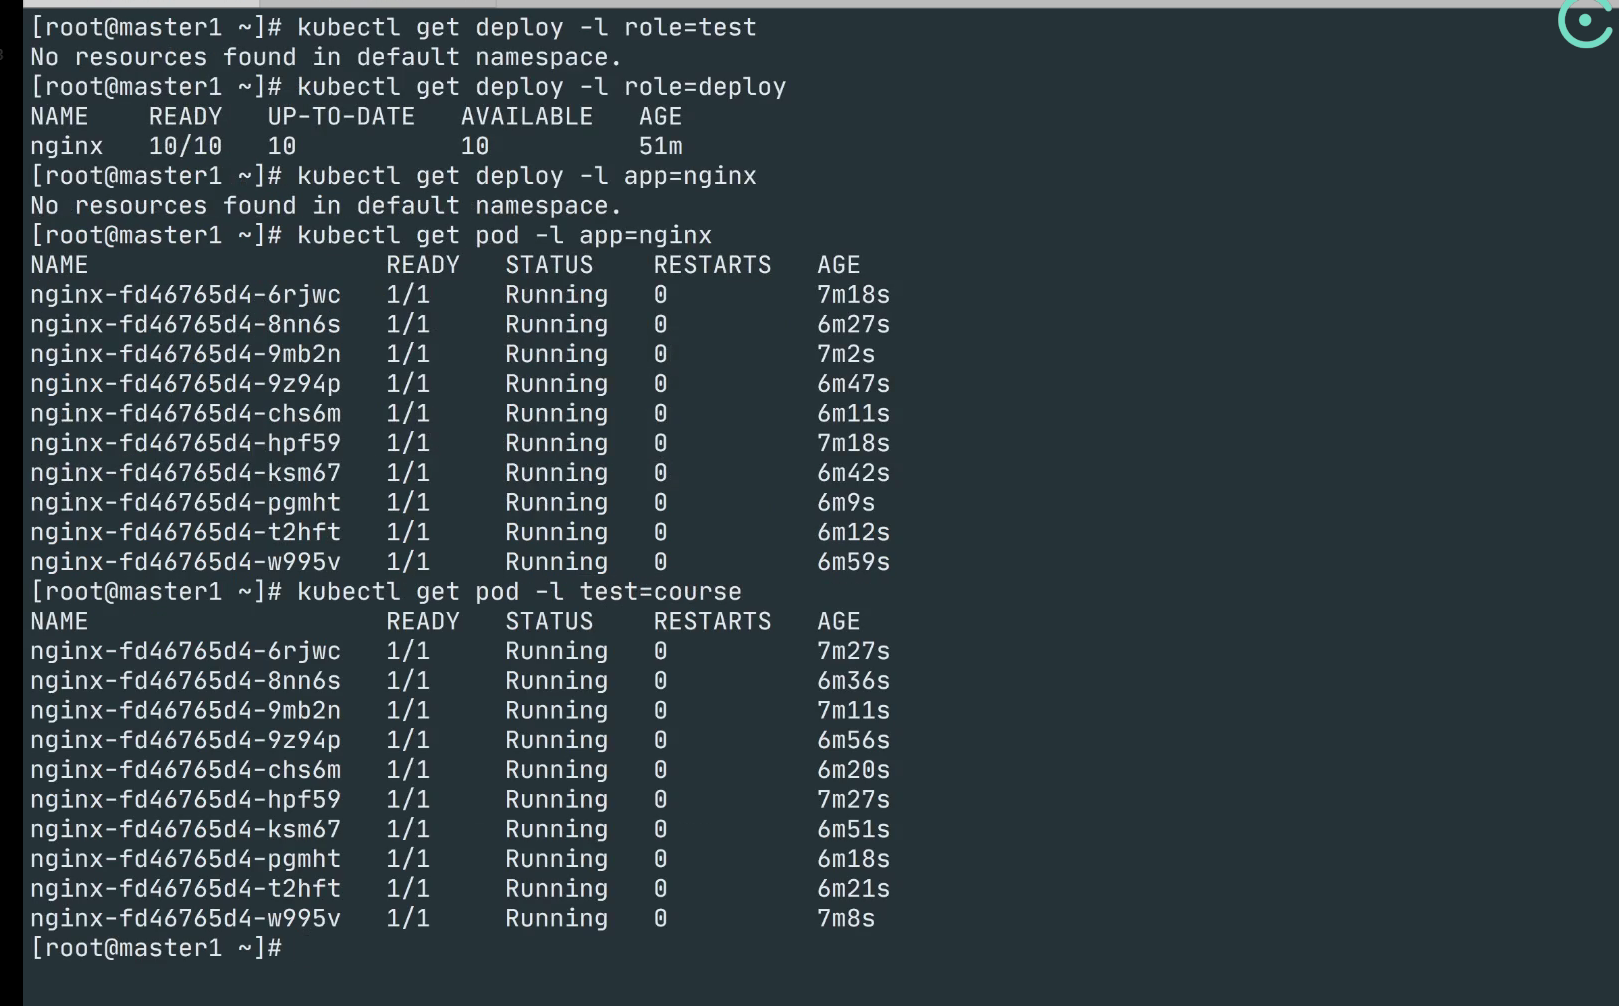 [root@master1 ~]# kubectl get deploy -l role=test
No resources found in default namespace.
[root@master1 ~]# kubectl get deploy -l role=deploy
NAME    READY   UP-TO-DATE   AVAILABLE   AGE
nginx   10/10   10           10          51m
[root@master1 ~]# kubectl get deploy -l app=nginx
No resources found in default namespace.
[root@master1 ~]# kubectl get pod -l app=nginx
NAME                    READY   STATUS    RESTARTS   AGE
nginx-fd46765d4-6rjwc   1/1     Running   0          7m18s
nginx-fd46765d4-8nn6s   1/1     Running   0          6m27s
nginx-fd46765d4-9mb2n   1/1     Running   0          7m2s
nginx-fd46765d4-9z94p   1/1     Running   0          6m47s
nginx-fd46765d4-chs6m   1/1     Running   0          6m11s
nginx-fd46765d4-hpf59   1/1     Running   0          7m18s
nginx-fd46765d4-ksm67   1/1     Running   0          6m42s
nginx-fd46765d4-pgmht   1/1     Running   0          6m9s
nginx-fd46765d4-t2hft   1/1     Running   0          6m12s
nginx-fd46765d4-w995v   1/1     Running   0          6m59s
[root@master1 ~]# kubectl get pod -l test=course
NAME                    READY   STATUS    RESTARTS   AGE
nginx-fd46765d4-6rjwc   1/1     Running   0          7m27s
nginx-fd46765d4-8nn6s   1/1     Running   0          6m36s
nginx-fd46765d4-9mb2n   1/1     Running   0          7m11s
nginx-fd46765d4-9z94p   1/1     Running   0          6m56s
nginx-fd46765d4-chs6m   1/1     Running   0          6m20s
nginx-fd46765d4-hpf59   1/1     Running   0          7m27s
nginx-fd46765d4-ksm67   1/1     Running   0          6m51s
nginx-fd46765d4-pgmht   1/1     Running   0          6m18s
nginx-fd46765d4-t2hft   1/1     Running   0          6m21s
nginx-fd46765d4-w995v   1/1     Running   0          7m8s
[root@master1 ~]#